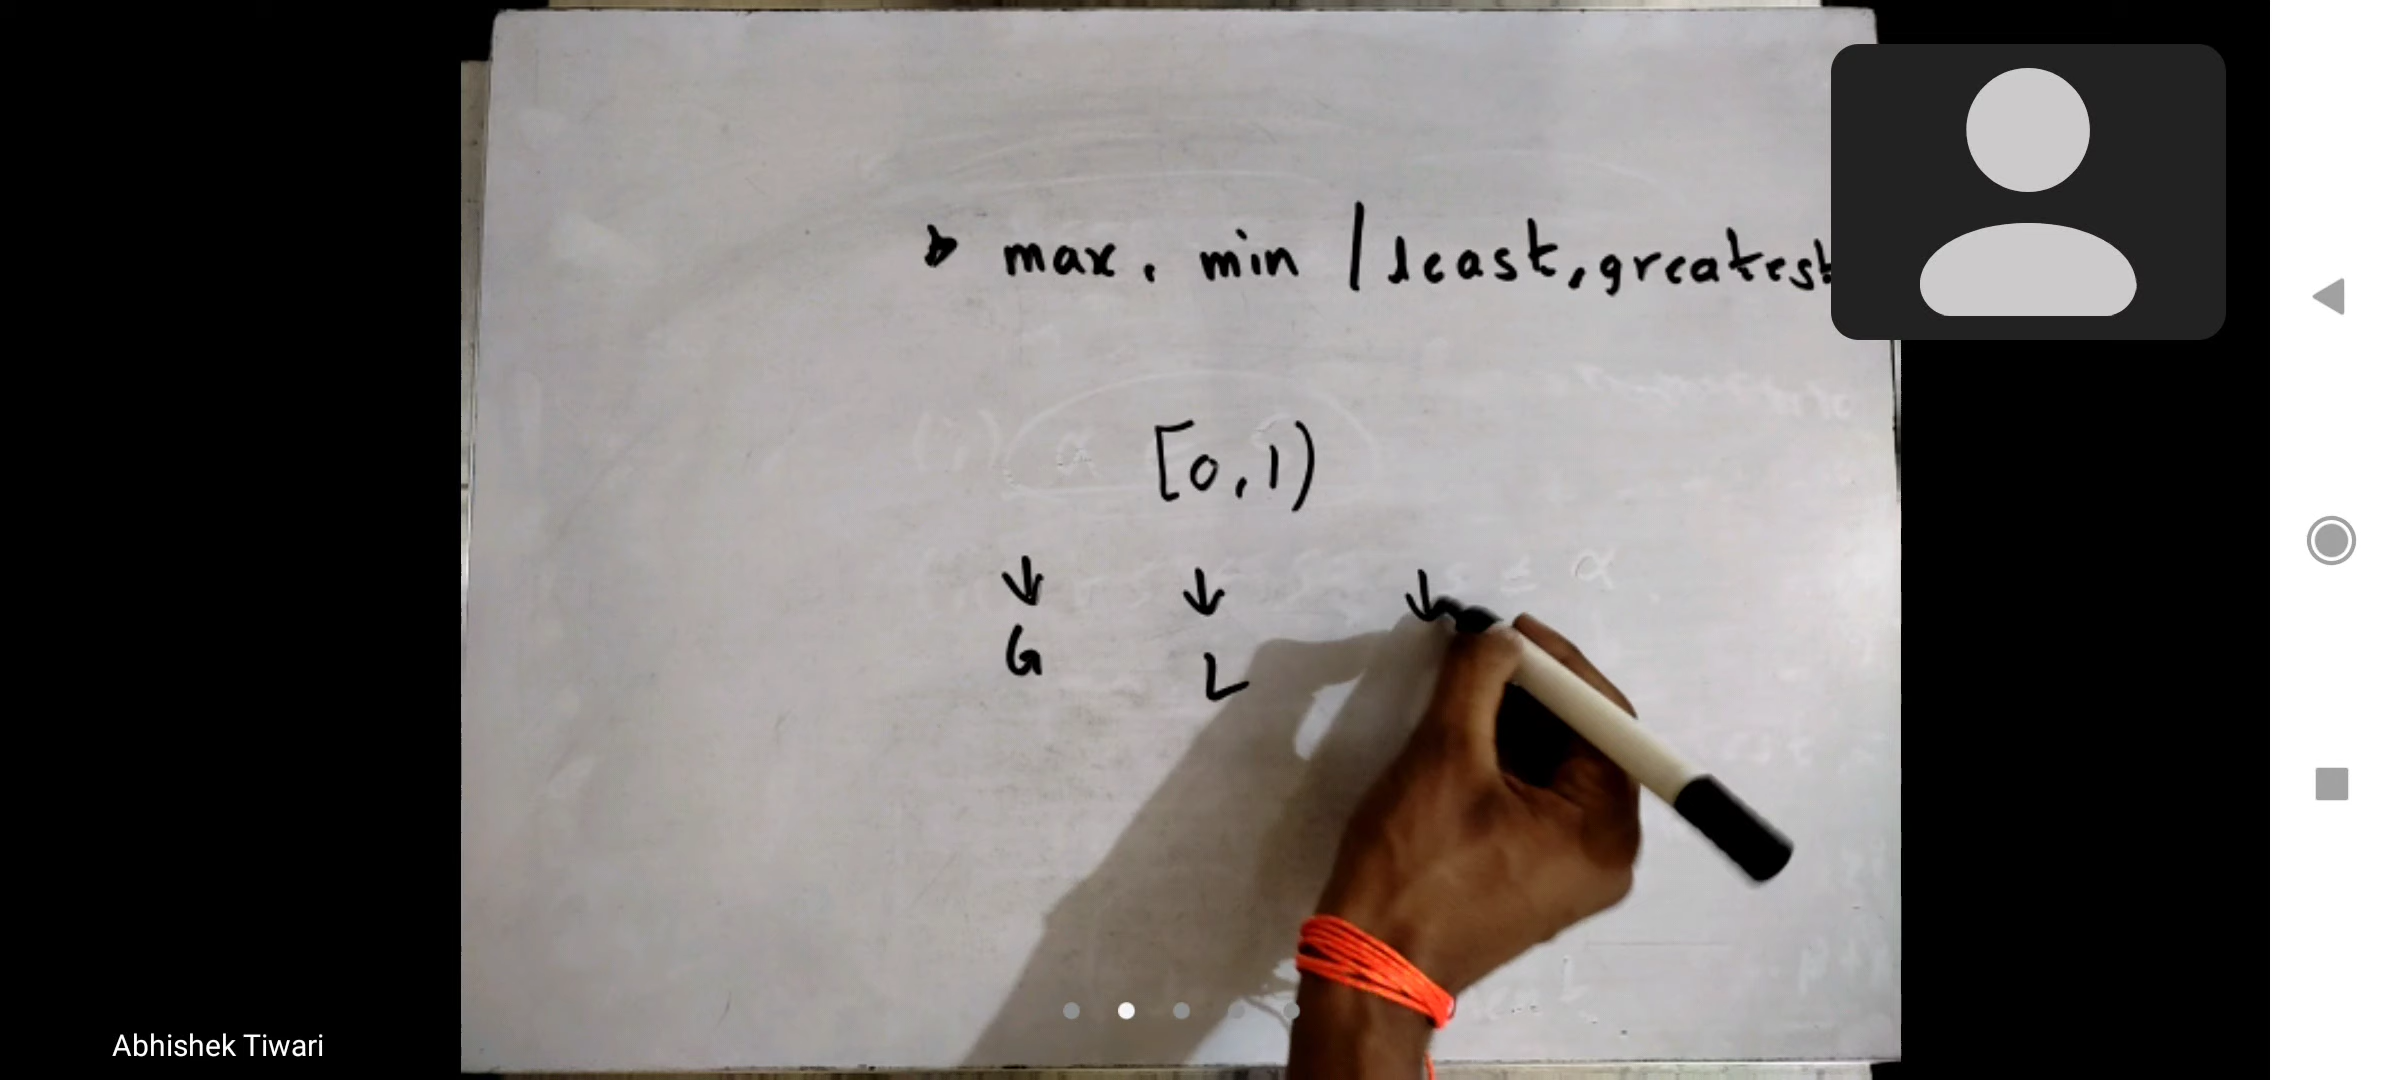 max, min / least, greatest
[0,1)
↓ ↓ ↓
G L
Abhishek Tiwari